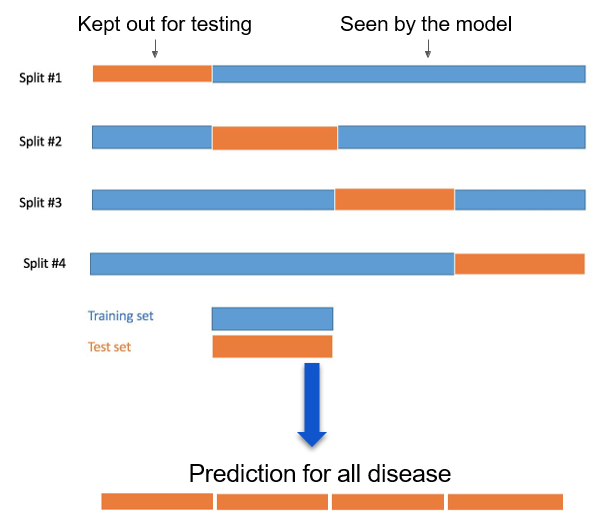 Kept out for testing
Seen by the model
Split #1
Split #2
Split #3
Split #4
Training set
Test set
Prediction for all disease